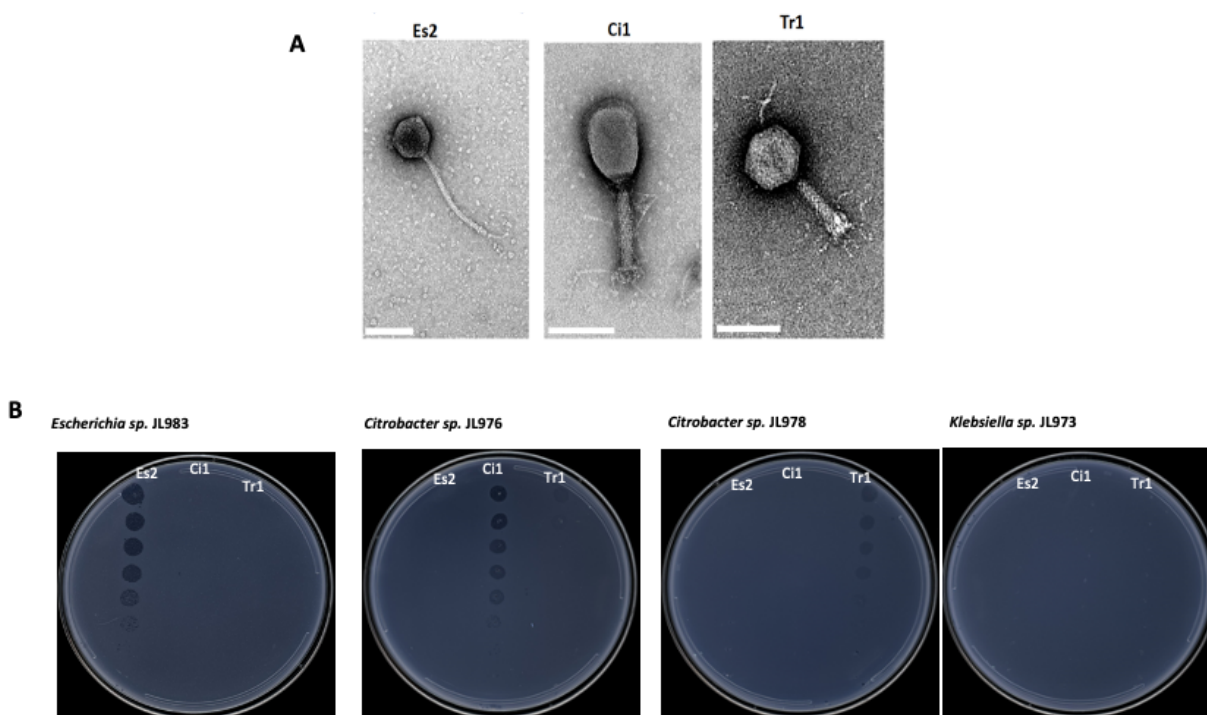 Es2 Ci1 Tr1
A
B
Escherichia sp. JL983 Citrobacter sp. JL976 Citrobacter sp. JL978 Klebsiella sp. JL973
Es2 Ci1 Tr1 Es2 Ci1 Tr1 Es2 Ci1 Tr1 Es2 Ci1 Tr1